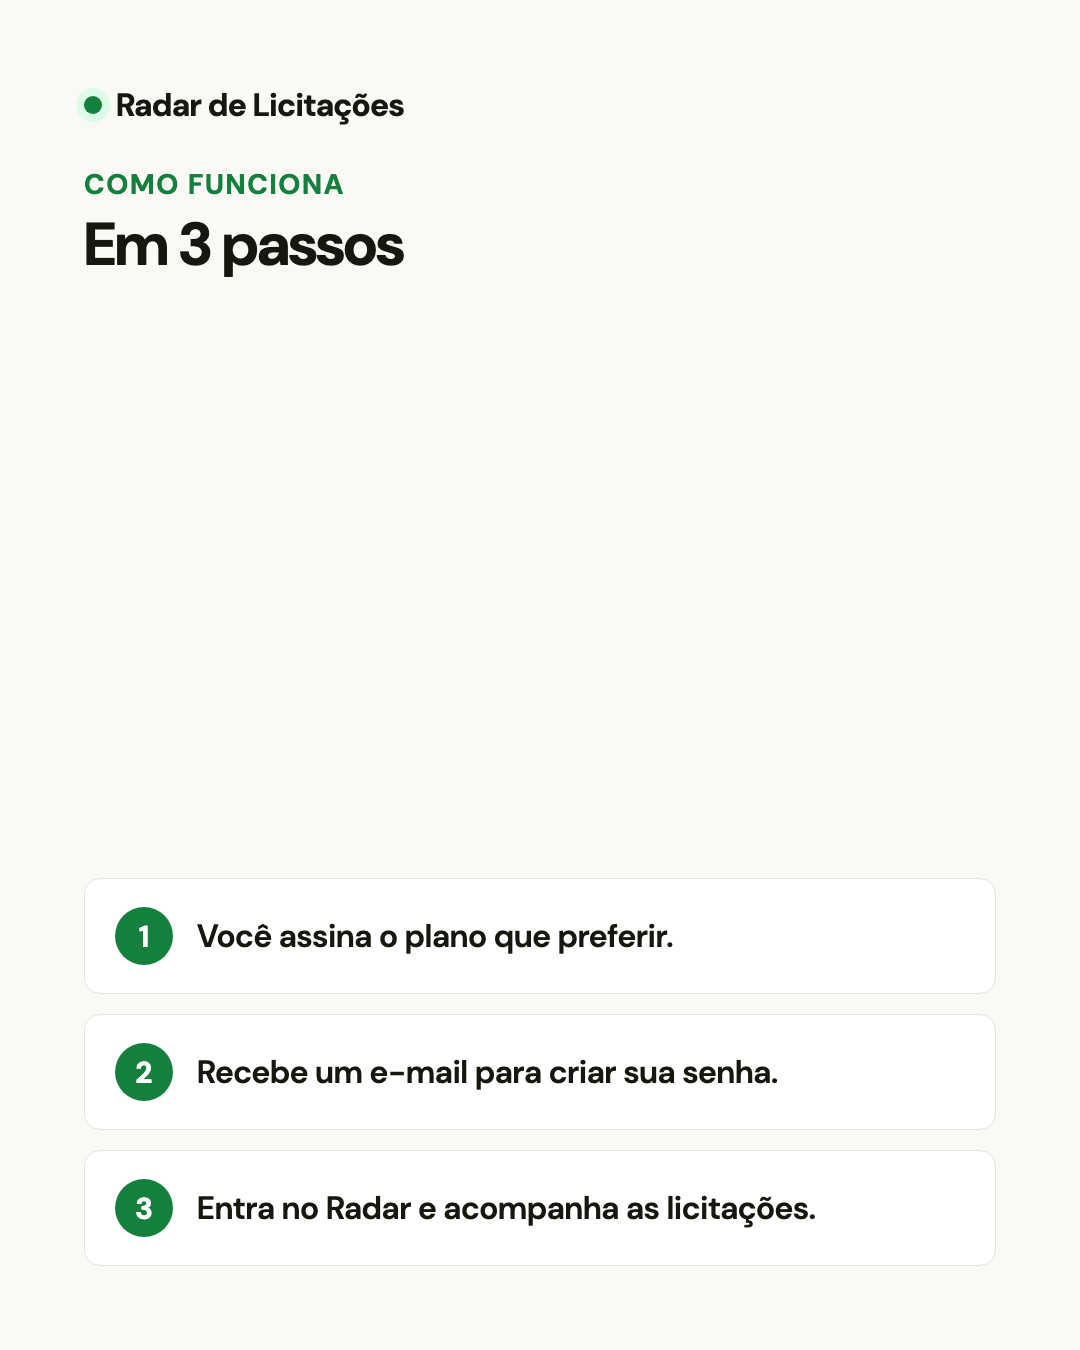 Radar de Licitações
COMO FUNCIONA
Em 3 passos
1 Você assina o plano que preferir.
2 Recebe um e-mail para criar sua senha.
3 Entra no Radar e acompanha as licitações.